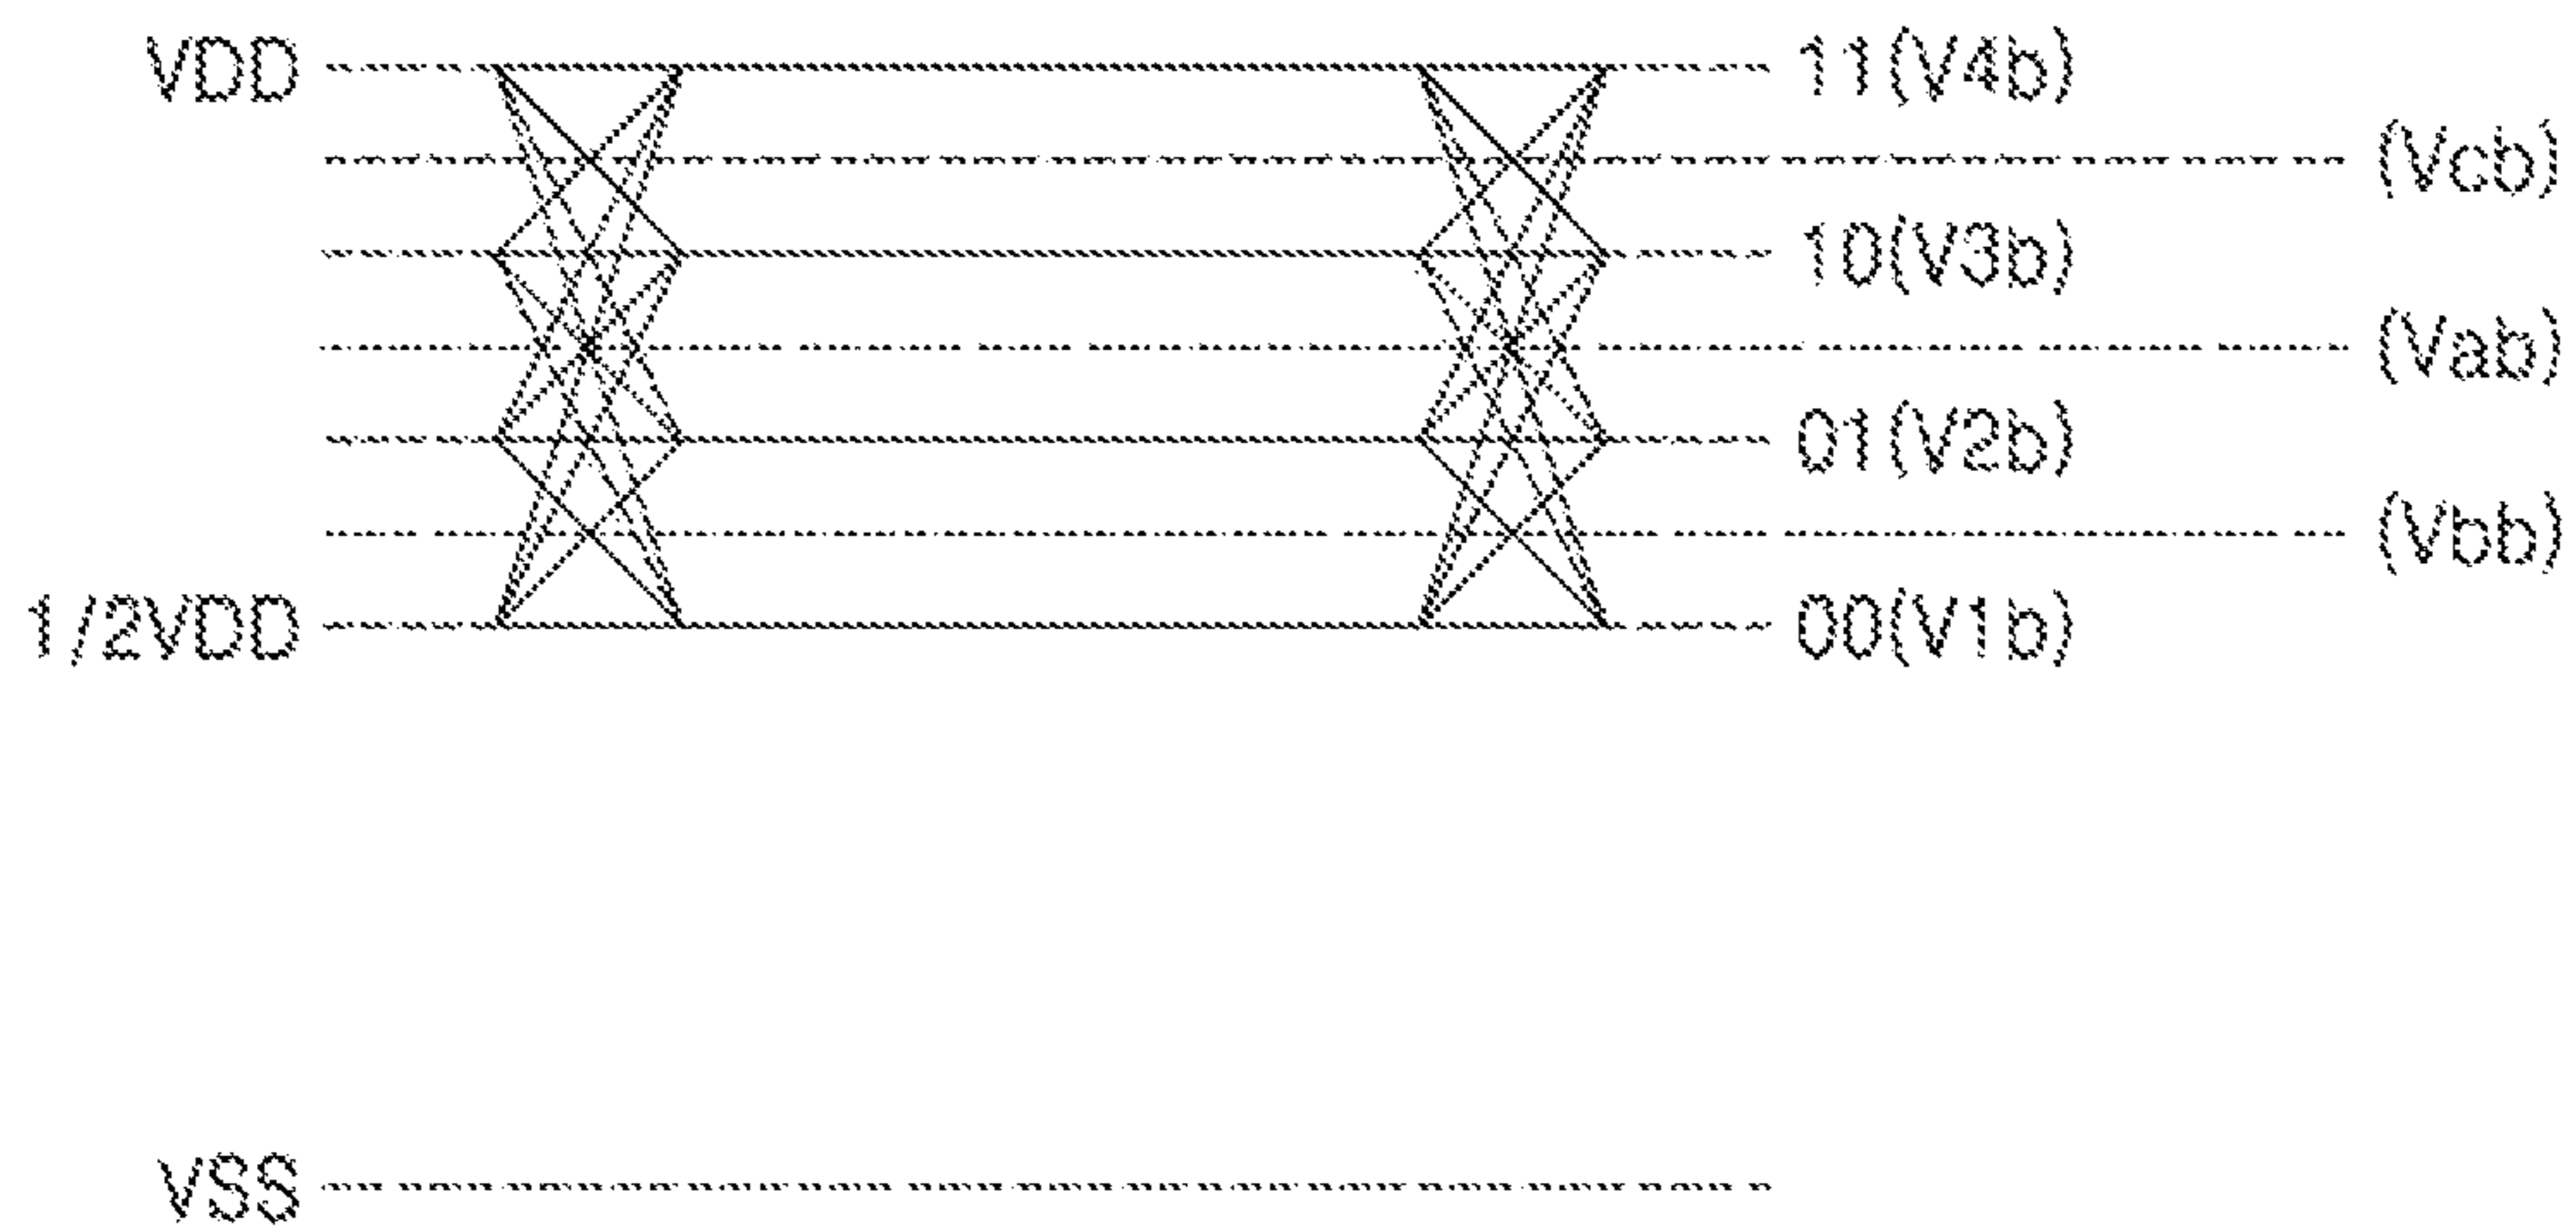 VDD 11(V4b)
(Vcb)
10(V3b)
(Vab)
01(V2b)
(Vbb)
1/2VDD 00(V1b)
VSS